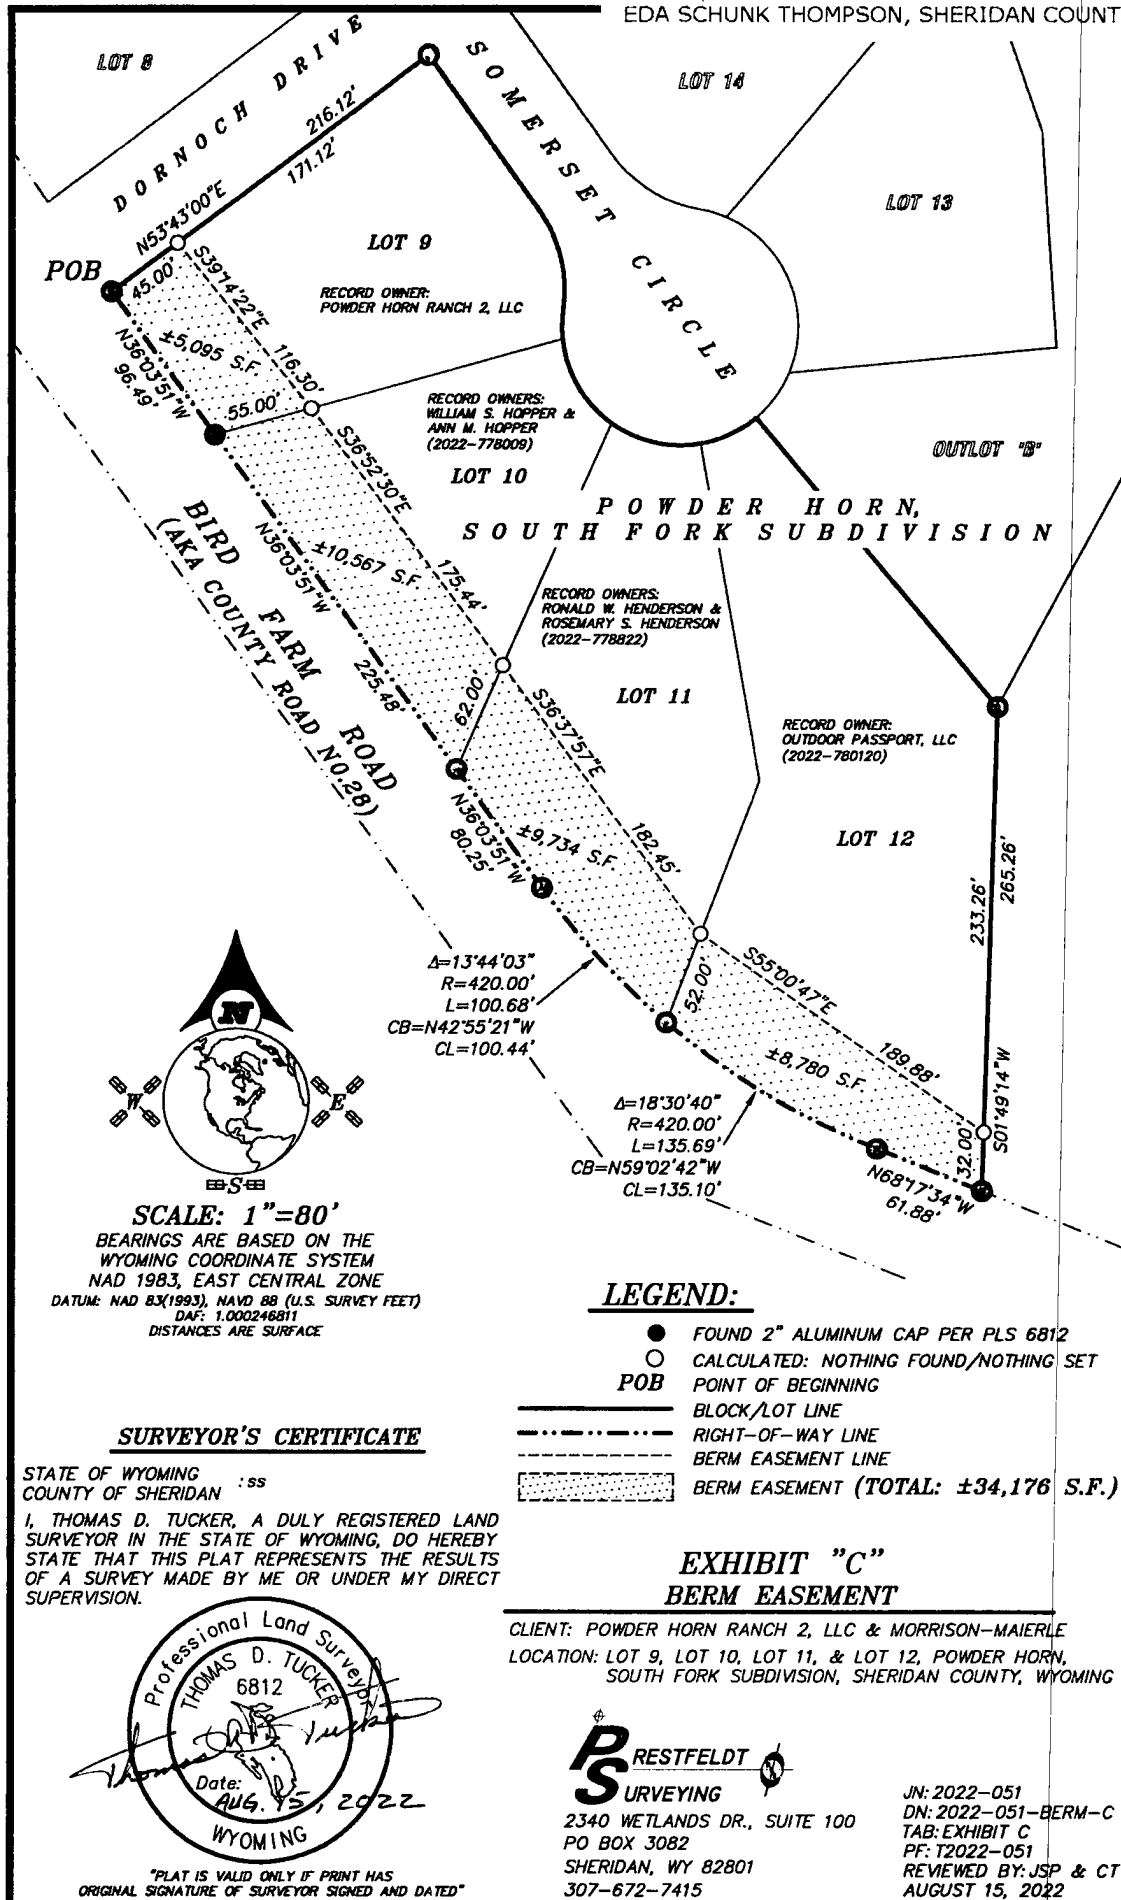 EDA SCHUNK THOMPSON, SHERIDAN COUNT
LOT 8
DORNOCH DRIVE
SOMERSET CIRCLE
LOT 14
LOT 13
216.12'
171.12'
N53°43'00"E
45.00'
POB
LOT 9
RECORD OWNER:
POWDER HORN RANCH 2, LLC
S39°14'22"E
116.30'
±5,095 S.F.
N36°03'51"W
96.49'
55.00'
RECORD OWNERS:
WILLIAM S. HOPPER &
ANN M. HOPPER
(2022-778009)
LOT 10
OUTLOT "B"
POWDER HORN,
SOUTH FORK SUBDIVISION
S36°52'30"E
175.44'
±10,567 S.F.
N36°03'51"W
225.48'
BIRD FARM ROAD
(AKA COUNTY ROAD NO.28)
RECORD OWNERS:
RONALD W. HENDERSON &
ROSEMARY S. HENDERSON
(2022-778822)
62.00'
LOT 11
S36°37'57"E
182.45'
RECORD OWNER:
OUTDOOR PASSPORT, LLC
(2022-780120)
LOT 12
N36°03'51"W
80.25'
±9,734 S.F.
233.26'
265.26'
Δ=13°44'03"
R=420.00'
L=100.68'
CB=N42°55'21"W
CL=100.44'
52.00'
S55°00'47"E
189.88'
±8,780 S.F.
S01°49'14"W
32.00'
Δ=18°30'40"
R=420.00'
L=135.69'
CB=N59°02'42"W
CL=135.10'
N68°17'34"W
61.88'
N
W
E
S
SCALE: 1"=80'
BEARINGS ARE BASED ON THE
WYOMING COORDINATE SYSTEM
NAD 1983, EAST CENTRAL ZONE
DATUM: NAD 83(1993), NAVD 88 (U.S. SURVEY FEET)
DAF: 1.000246811
DISTANCES ARE SURFACE
LEGEND:
FOUND 2" ALUMINUM CAP PER PLS 6812
CALCULATED: NOTHING FOUND/NOTHING SET
POB POINT OF BEGINNING
BLOCK/LOT LINE
RIGHT-OF-WAY LINE
BERM EASEMENT LINE
BERM EASEMENT (TOTAL: ±34,176 S.F.)
SURVEYOR'S CERTIFICATE
STATE OF WYOMING
:ss
COUNTY OF SHERIDAN
I, THOMAS D. TUCKER, A DULY REGISTERED LAND
SURVEYOR IN THE STATE OF WYOMING, DO HEREBY
STATE THAT THIS PLAT REPRESENTS THE RESULTS
OF A SURVEY MADE BY ME OR UNDER MY DIRECT
SUPERVISION.
Professional Land Surveyor
THOMAS D. TUCKER
6812
Thomas D. Tucker
Date:
AUG. 15, 2022
WYOMING
"PLAT IS VALID ONLY IF PRINT HAS
ORIGINAL SIGNATURE OF SURVEYOR SIGNED AND DATED"
EXHIBIT "C"
BERM EASEMENT
CLIENT: POWDER HORN RANCH 2, LLC & MORRISON-MAIERLE
LOCATION: LOT 9, LOT 10, LOT 11, & LOT 12, POWDER HORN,
SOUTH FORK SUBDIVISION, SHERIDAN COUNTY, WYOMING
PRESTFELDT
SURVEYING
2340 WETLANDS DR., SUITE 100
PO BOX 3082
SHERIDAN, WY 82801
307-672-7415
JN: 2022-051
DN: 2022-051-BERM-C
TAB: EXHIBIT C
PF: T2022-051
REVIEWED BY: JSP & CT
AUGUST 15, 2022